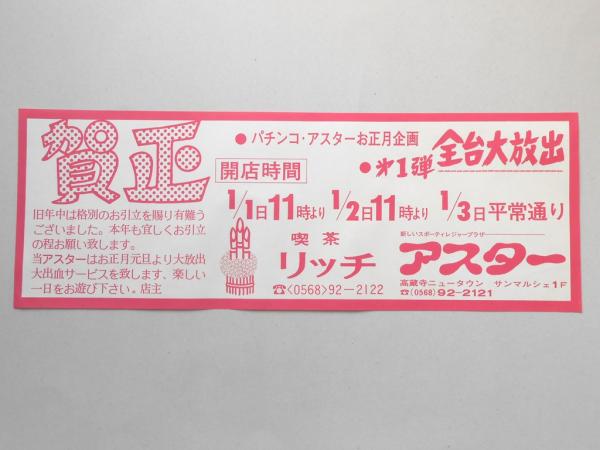 賀正
旧年中は格別のお引立を賜り有難う
ございました。本年も宜しくお引立
の程お願い致します。
当アスターはお正月元旦より大放出
大出血サービスを致します、楽しい
一日をお遊び下さい。店主
●パチンコ・アスターお正月企画
●㐧1弾 全台大放出
開店時間
1/1日11時より 1/2日11時より 1/3日平常通り
喫茶
リッチ
☎〈0568〉92-2122
新しいスポーティレジャープラザ
アスター
高蔵寺ニュータウン サンマルシェ1F
☎(0568)92-2121